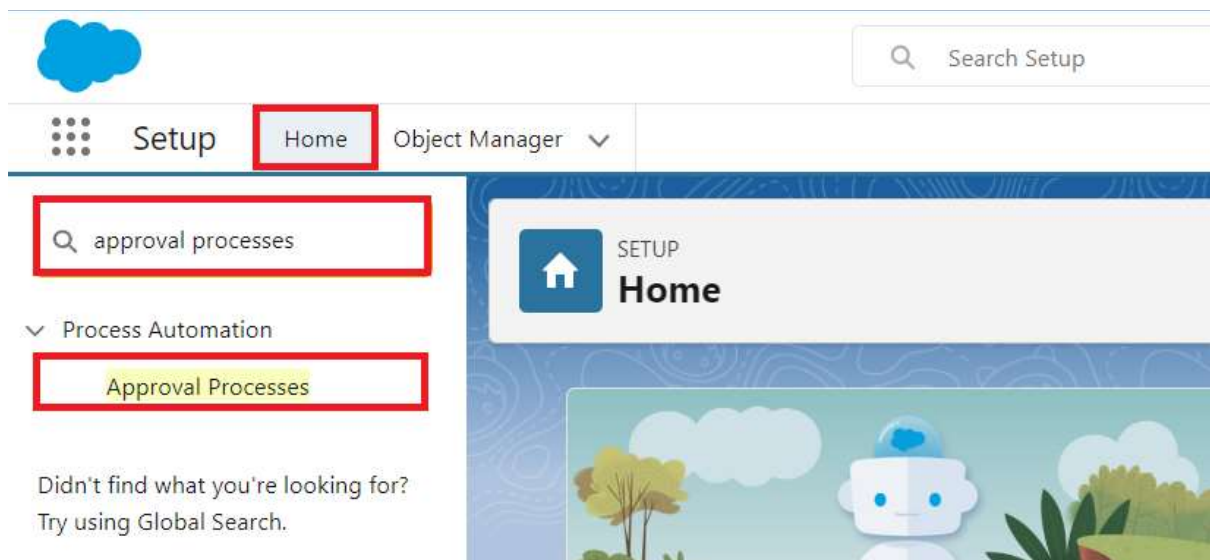 Search Setup
Setup Home Object Manager
approval processes
SETUP
Home
Process Automation
Approval Processes
Didn't find what you're looking for?
Try using Global Search.